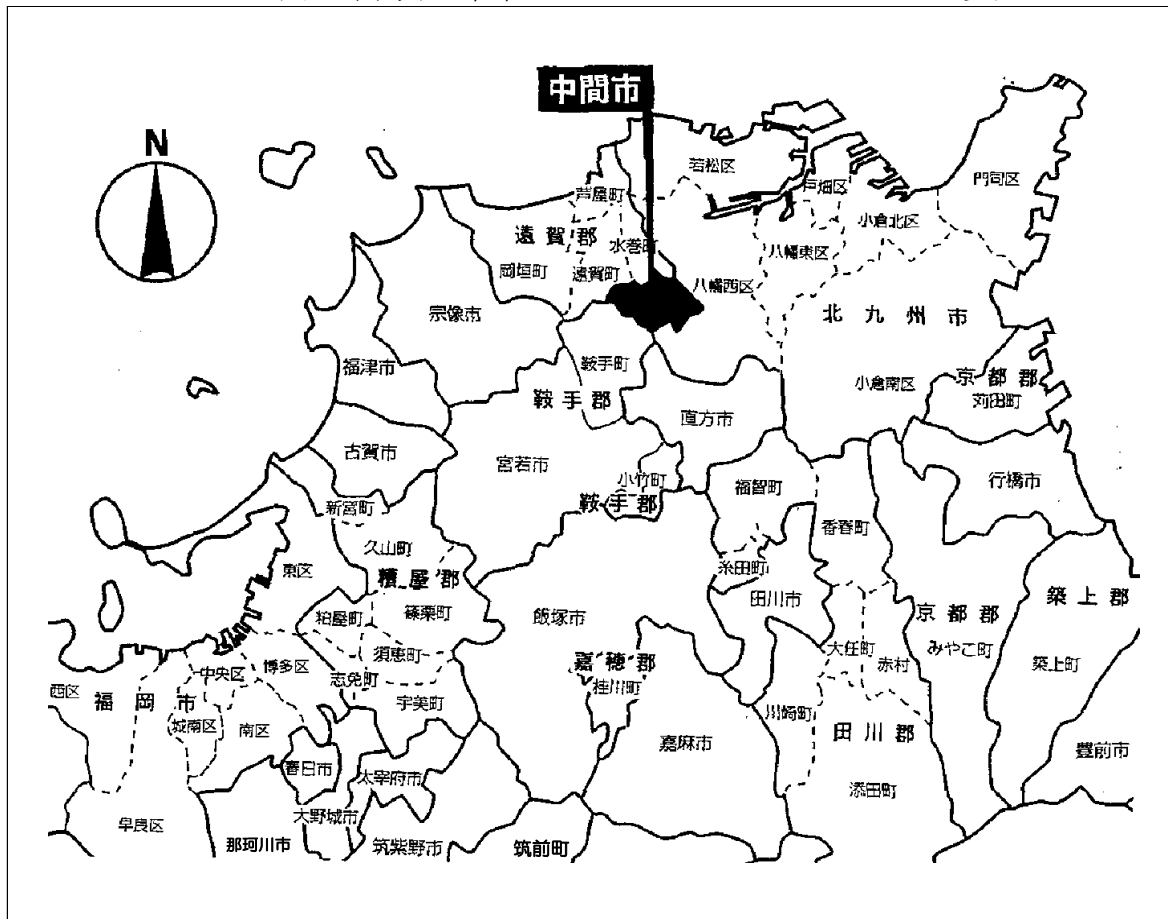 中間市
N
若松区
戸畑区
門司区
芦屋町
小倉北区
遠賀郡
水巻町
八幡東区
岡垣町
遠賀町
八幡西区
宗像市
北九州市
福津市
鞍手町
小倉南区
京都郡
苅田町
鞍手郡
直方市
古賀市
宮若市
小竹町
福智町
行橋市
鞍手郡
新宮町
香春町
久山町
東区
糟屋郡
糸田町
田川市
築上郡
粕屋町
篠栗町
飯塚市
京都郡
須恵町
大任町
赤村
みやこ町
築上町
中央区
博多区
志免町
嘉穂郡
桂川町
西区
福岡市
宇美町
川崎町
城南区
南区
嘉麻市
田川郡
豊前市
春日市
太宰府市
添田町
大野城市
早良区
那珂川市
筑紫野市
筑前町